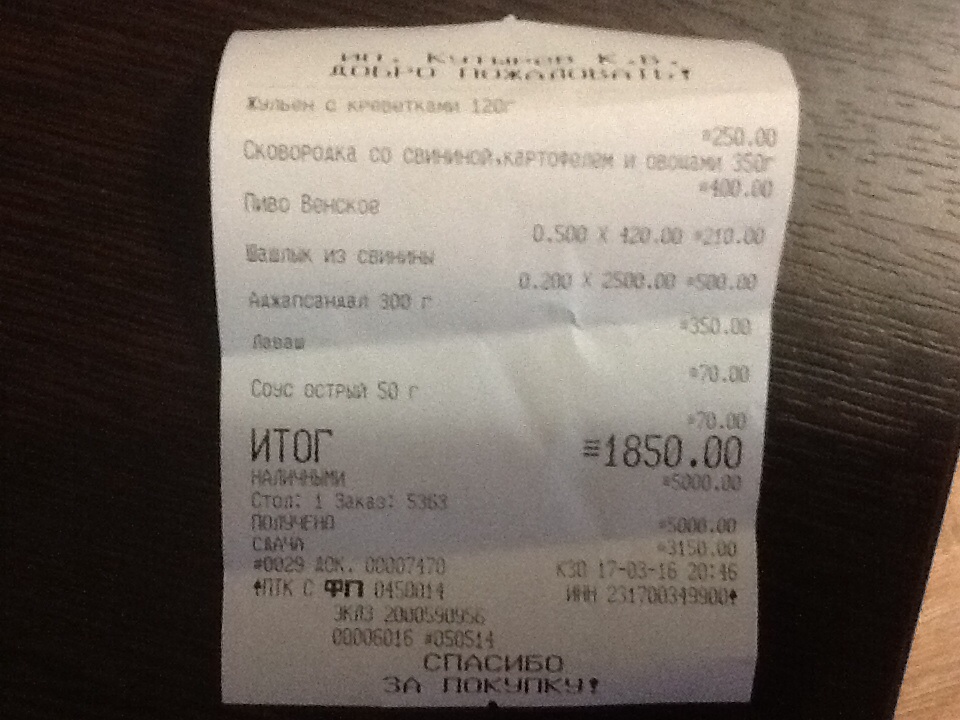 ИП. Кутырев К.В.
ДОБРО ПОЖАЛОВАТЬ!
Жульен с креветками 120г
=250.00
Сковородка со свининой,картофелем и овощами 350г
=400.00
Пиво Венское
0.500 X 420.00 =210.00
Шашлык из свинины
0.200 X 2500.00 =500.00
Аджапсандал 300 г
=350.00
Лаваш
=70.00
Соус острый 50 г
=70.00
ИТОГ =1850.00
НАЛИЧНЫМИ =5000.00
Стол: 1 Заказ: 5363
ПОЛУЧЕНО =5000.00
СДАЧА =3150.00
#0029 ДОК. 00007470 КЗО 17-03-16 20:46
ПТК С ФП 0450014 ИНН 231700349900
ЭКЛЗ 2000590956
00006016 #050514
СПАСИБО
ЗА ПОКУПКУ!